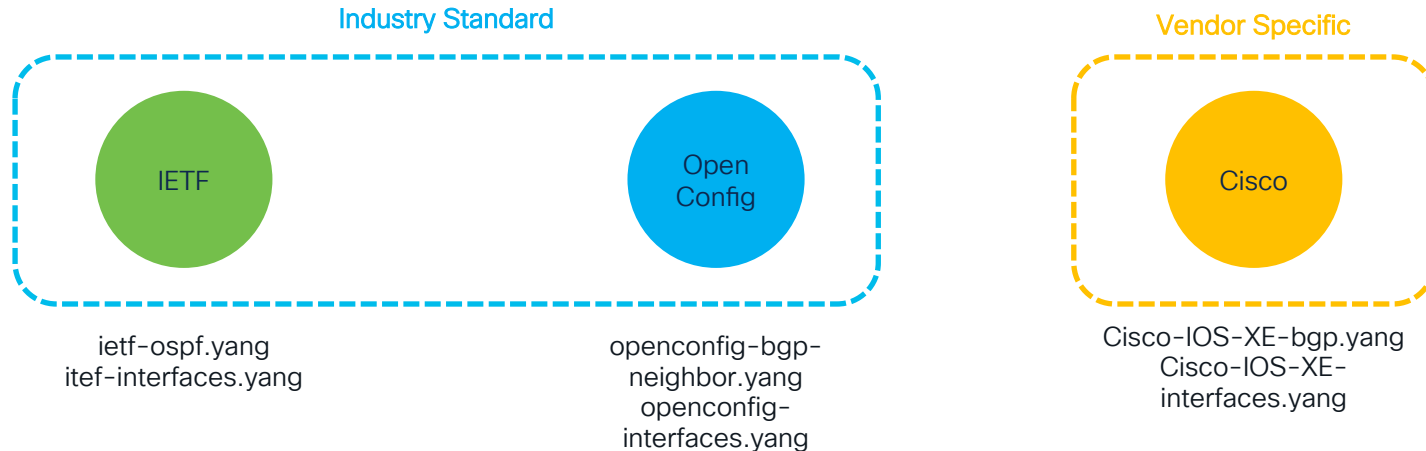 Industry Standard
Vendor Specific
IETF
Open
Config
Cisco
ietf-ospf.yang
itef-interfaces.yang
openconfig-bgp-
neighbor.yang
openconfig-
interfaces.yang
Cisco-IOS-XE-bgp.yang
Cisco-IOS-XE-
interfaces.yang